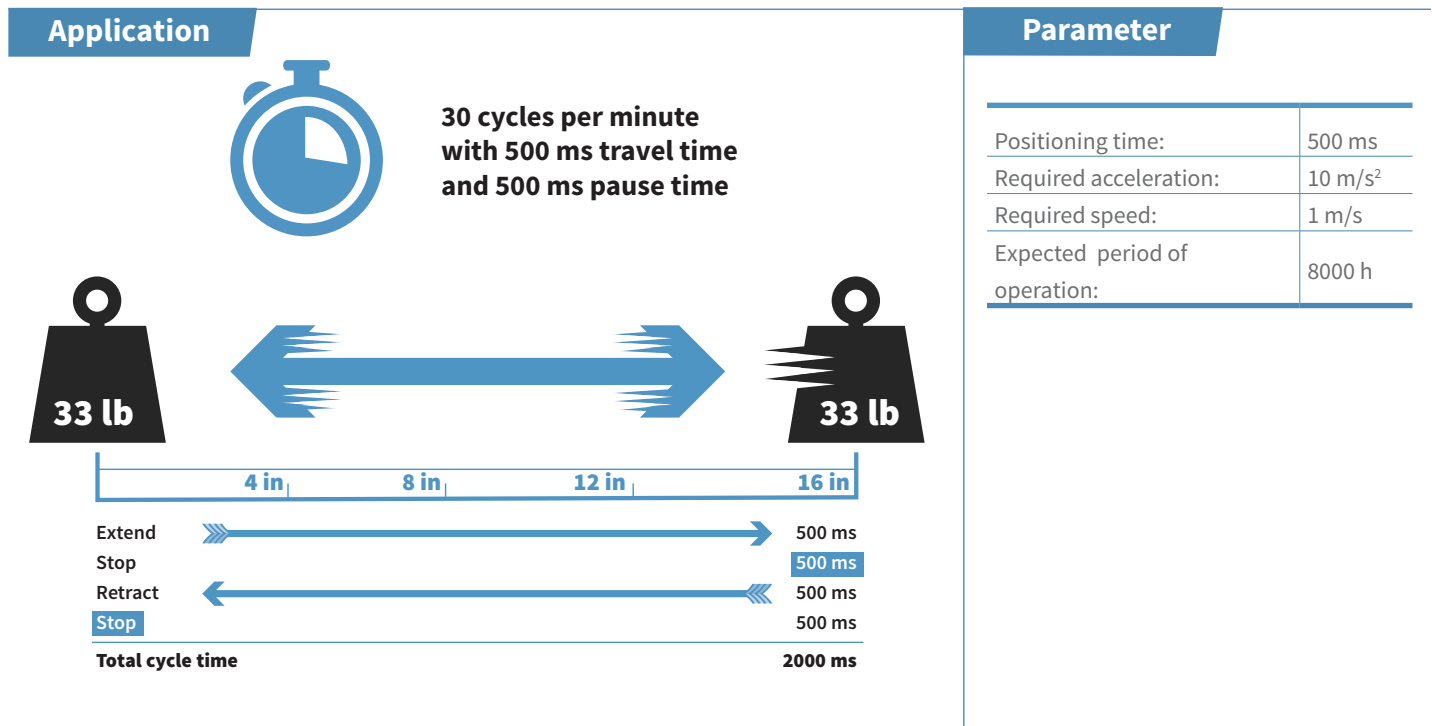 Application
30 cycles per minute
with 500 ms travel time
and 500 ms pause time
33 lb
33 lb
4 in
8 in
12 in
16 in
Extend 500 ms
Stop 500 ms
Retract 500 ms
Stop 500 ms
Total cycle time 2000 ms
Parameter
Positioning time: 500 ms
Required acceleration: 10 m/s²
Required speed: 1 m/s
Expected period of
operation: 8000 h